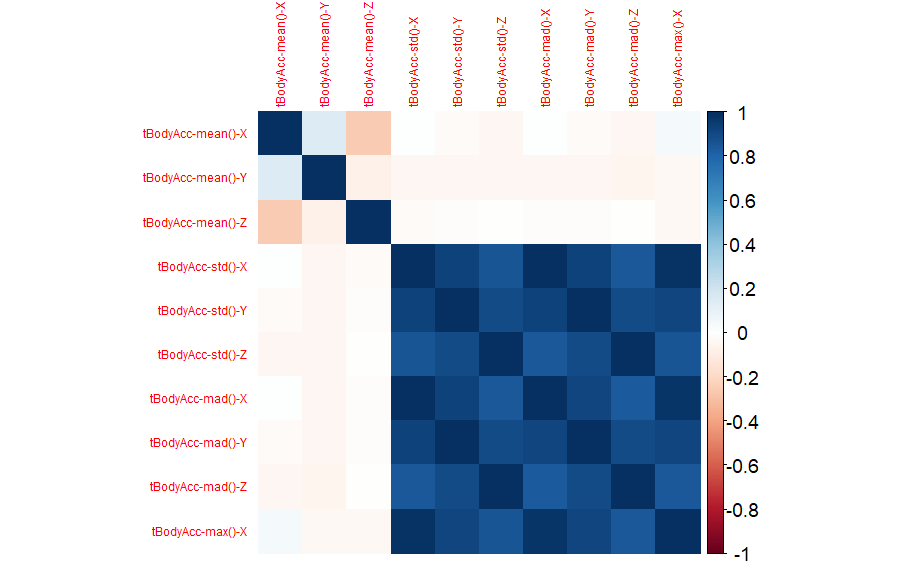 tBodyAcc-mean()-X
tBodyAcc-mean()-Y
tBodyAcc-mean()-Z
tBodyAcc-std()-X
tBodyAcc-std()-Y
tBodyAcc-std()-Z
tBodyAcc-mad()-X
tBodyAcc-mad()-Y
tBodyAcc-mad()-Z
tBodyAcc-max()-X
tBodyAcc-mean()-X
tBodyAcc-mean()-Y
tBodyAcc-mean()-Z
tBodyAcc-std()-X
tBodyAcc-std()-Y
tBodyAcc-std()-Z
tBodyAcc-mad()-X
tBodyAcc-mad()-Y
tBodyAcc-mad()-Z
tBodyAcc-max()-X
1
0.8
0.6
0.4
0.2
0
-0.2
-0.4
-0.6
-0.8
-1